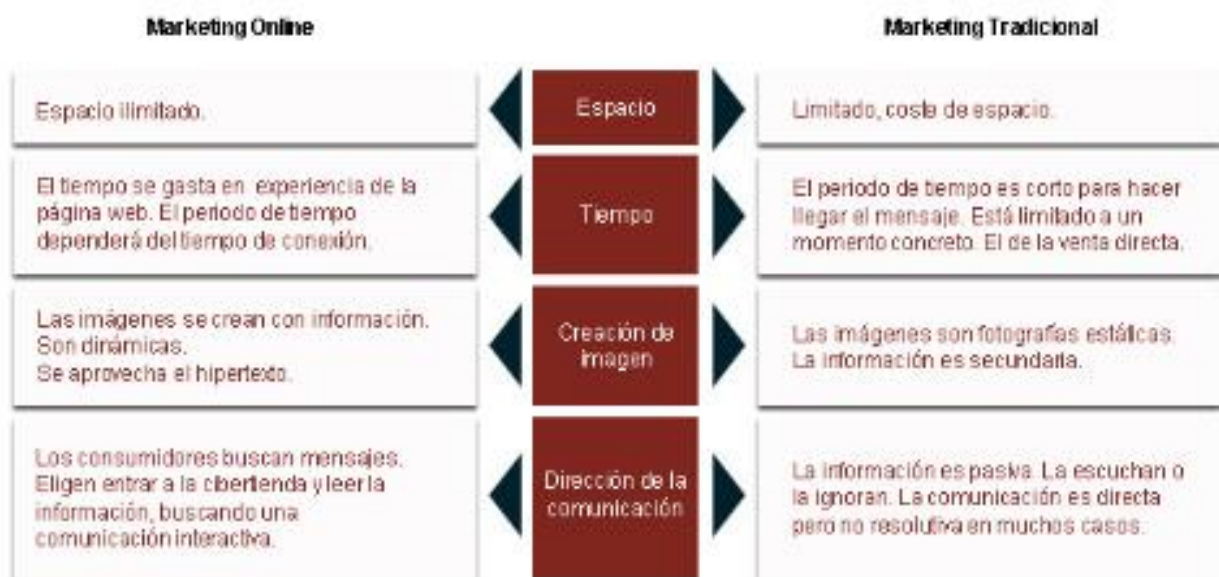 Marketing Online
Marketing Tradicional
Espacio ilimitado.
Espacio
Limitado, coste de espacio.
El tiempo se gasta en experiencia de la
página web. El periodo de tiempo
dependerá del tiempo de conexión.
Tiempo
El periodo de tiempo es corto para hacer
llegar el mensaje. Está limitado a un
momento concreto. El de la venta directa.
Las imágenes se crean con información.
Son dinámicas.
Se aprovecha el hipertexto.
Creación de
imagen
Las imágenes son fotografías estáticas.
La información es secundaria.
Los consumidores buscan mensajes.
Eligen entrar a la cibertienda y leer la
información, buscando una
comunicación interactiva.
Dirección de la
comunicación
La información es pasiva. La escuchan o
la ignoran. La comunicación es directa
pero no resolutiva en muchos casos.